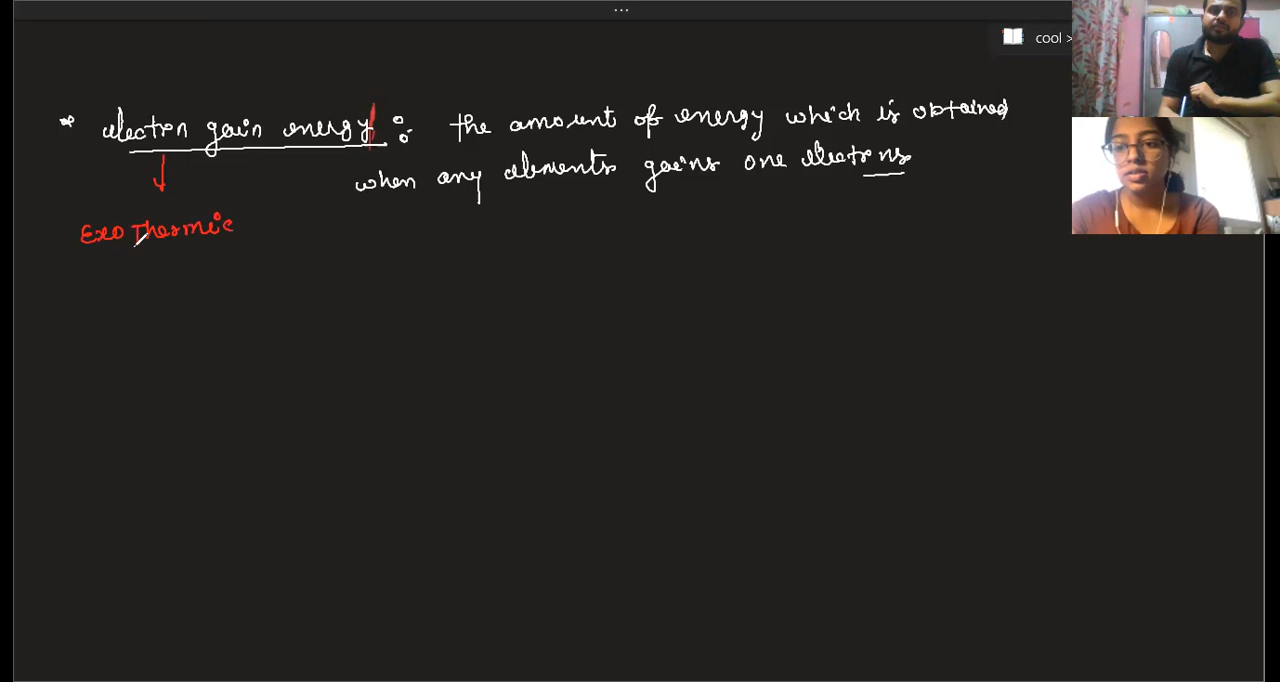 ...
cool >
* electron gain energy : the amount of energy which is obtained
when any elements gains one electrons
Exothermic